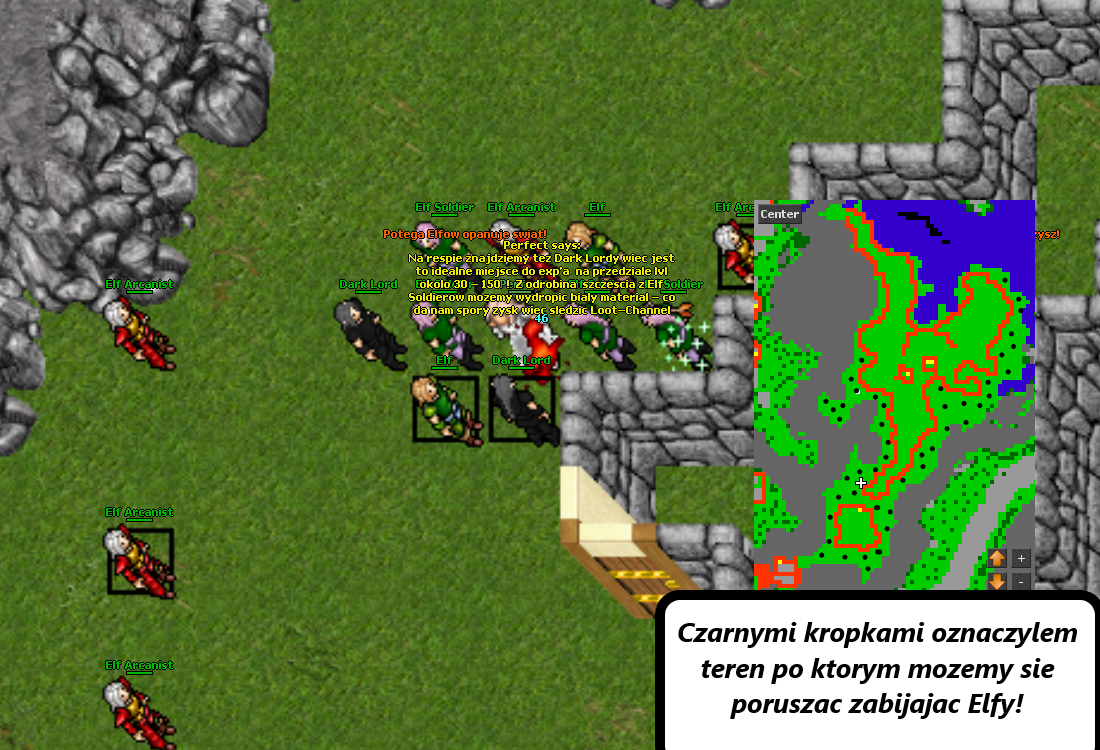 Elf Soldier
Elf Arcanist
Elf
Elf Arc
Center
Potega Elfow opanuje swiat!
zysz!
Perfect says:
Na respie znajdziemy tez Dark Lordy wiec jest
to idealne miejsce do exp'a na przedziale lvl
(okolo 30 - 150)! Z odrobina szczescia z Elf
Soldierow mozemy wydropic bialy material - co
da nam spory zysk wiec sledzic Loot-Channel
Elf Arcanist
Dark Lord
Soldier
46
Elf
Dark Lord
Elf Arcanist
Elf Arcanist
+
-
Czarnymi kropkami oznaczylem
teren po ktorym mozemy sie
poruszac zabijajac Elfy!